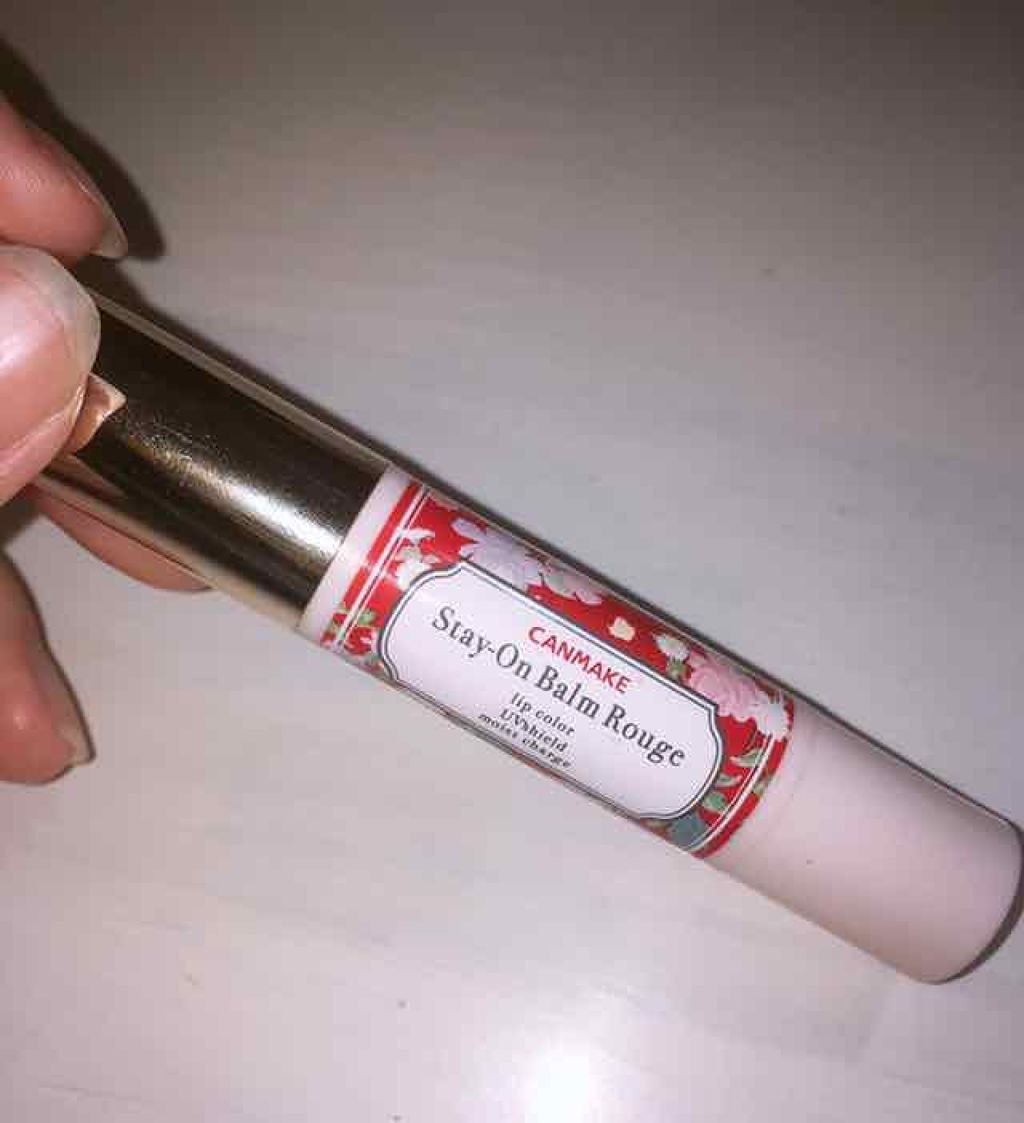 CANMAKE
Stay-On Balm Rouge
lip color
UVshield
moist charge